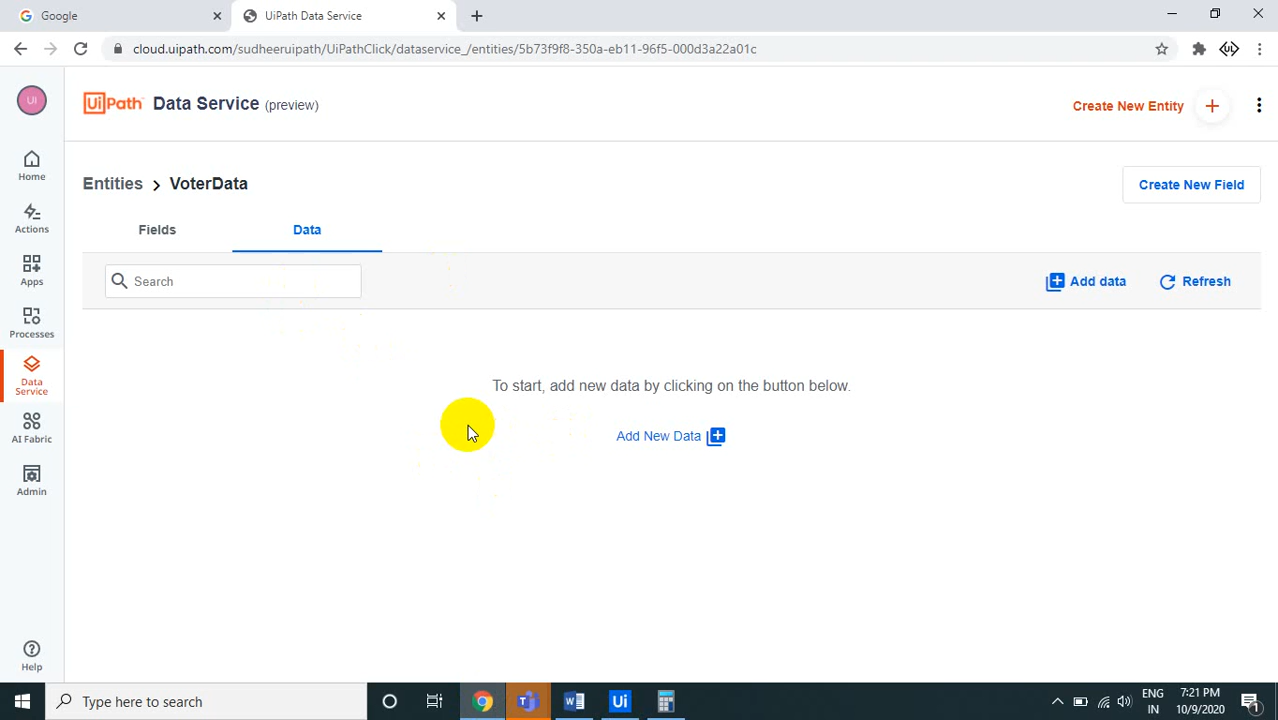 Google
UiPath Data Service
cloud.uipath.com/sudheeruipath/UiPathClick/dataservice_/entities/5b73f9f8-350a-eb11-96f5-000d3a22a01c
UI
UiPath Data Service (preview)
Create New Entity
Home
Actions
Apps
Processes
Data
Service
AI Fabric
Admin
Help
Entities > VoterData
Create New Field
Fields
Data
Search
Add data
Refresh
To start, add new data by clicking on the button below.
Add New Data
Type here to search
Ui
ENG
IN
7:21 PM
10/9/2020
1